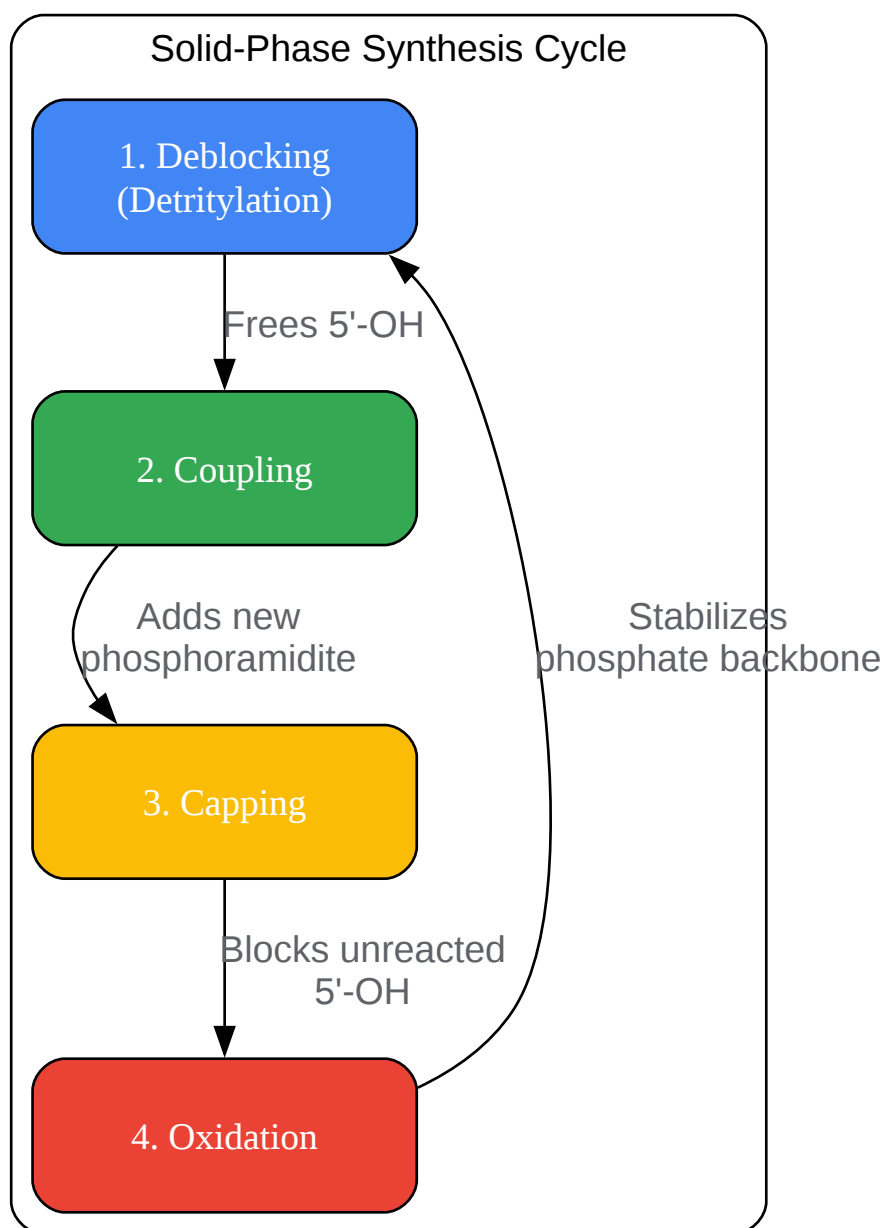 Solid-Phase Synthesis Cycle
1. Deblocking
(Detritylation)
Frees 5'-OH
2. Coupling
Adds new
phosphoramidite
Stabilizes
phosphate backbone
3. Capping
Blocks unreacted
5'-OH
4. Oxidation